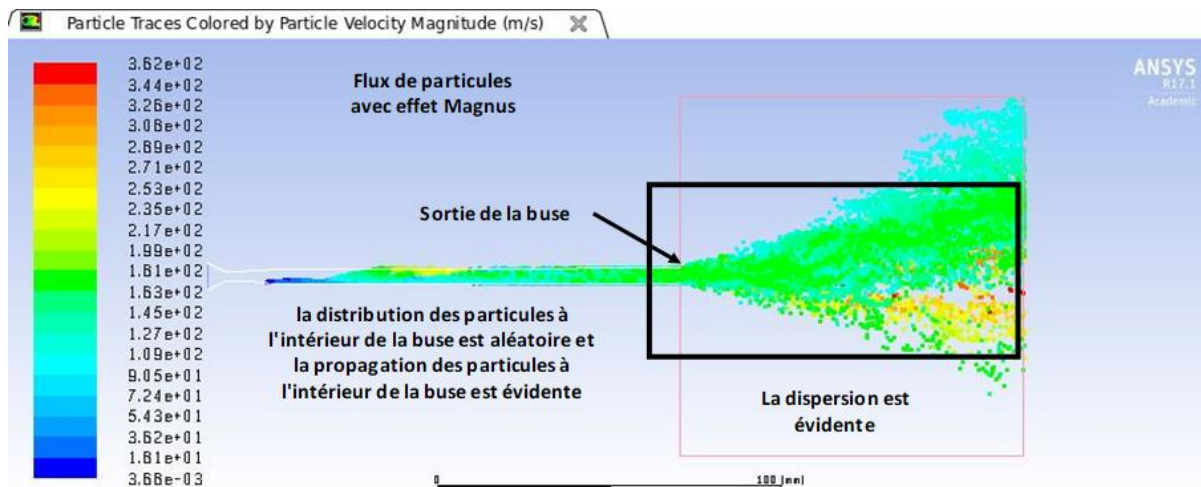 Particle Traces Colored by Particle Velocity Magnitude (m/s)
3.62e+02
3.44e+02
3.26e+02
3.08e+02
2.89e+02
2.71e+02
2.53e+02
2.35e+02
2.17e+02
1.99e+02
1.81e+02
1.63e+02
1.45e+02
1.27e+02
1.09e+02
9.05e+01
7.24e+01
5.43e+01
3.62e+01
1.81e+01
3.68e-03
Flux de particules
avec effet Magnus
ANSYS
R17.1
Academic
Sortie de la buse
la distribution des particules à
l'intérieur de la buse est aléatoire et
la propagation des particules à
l'intérieur de la buse est évidente
La dispersion est
évidente
0
100 (mm)